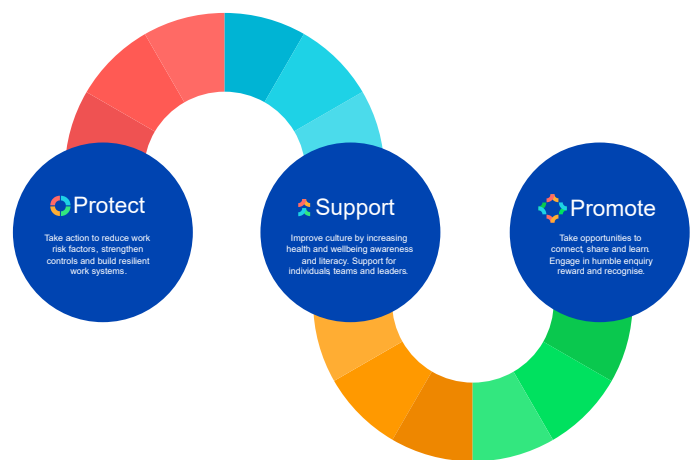 Protect
Take action to reduce work
risk factors, strengthen
controls and build resilient
work systems.
Support
Improve culture by increasing
health and wellbeing awareness
and literacy. Support for
individuals, teams and leaders.
Promote
Take opportunities to
connect, share and learn.
Engage in humble enquiry
reward and recognise.